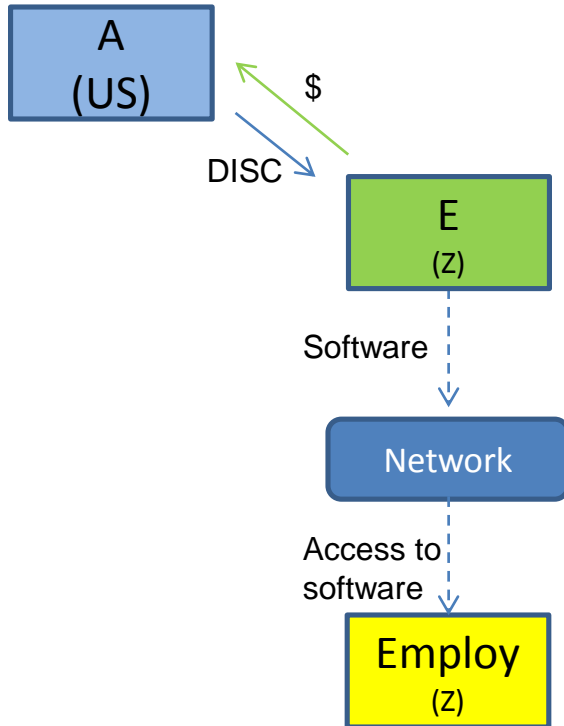 A
(US)
$
DISC
E
(Z)
Software
Network
Access to
software
Employ
(Z)